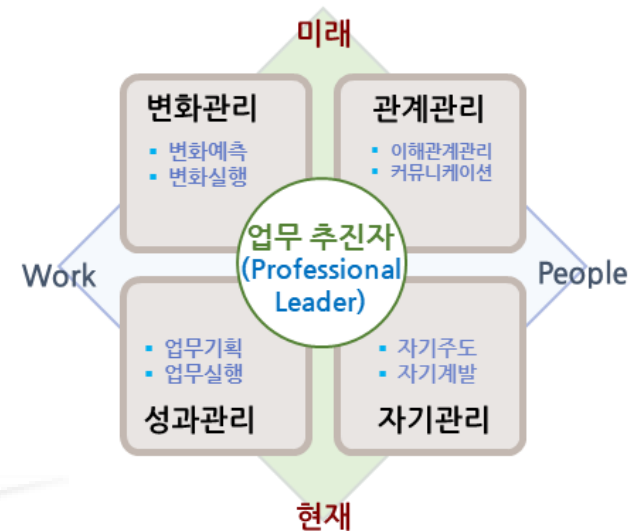 미래
변화관리
▪ 변화예측
▪ 변화실행
관계관리
▪ 이해관계관리
▪ 커뮤니케이션
업무 추진자
(Professional
Leader)
Work
People
▪ 업무기획
▪ 업무실행
성과관리
▪ 자기주도
▪ 자기계발
자기관리
현재